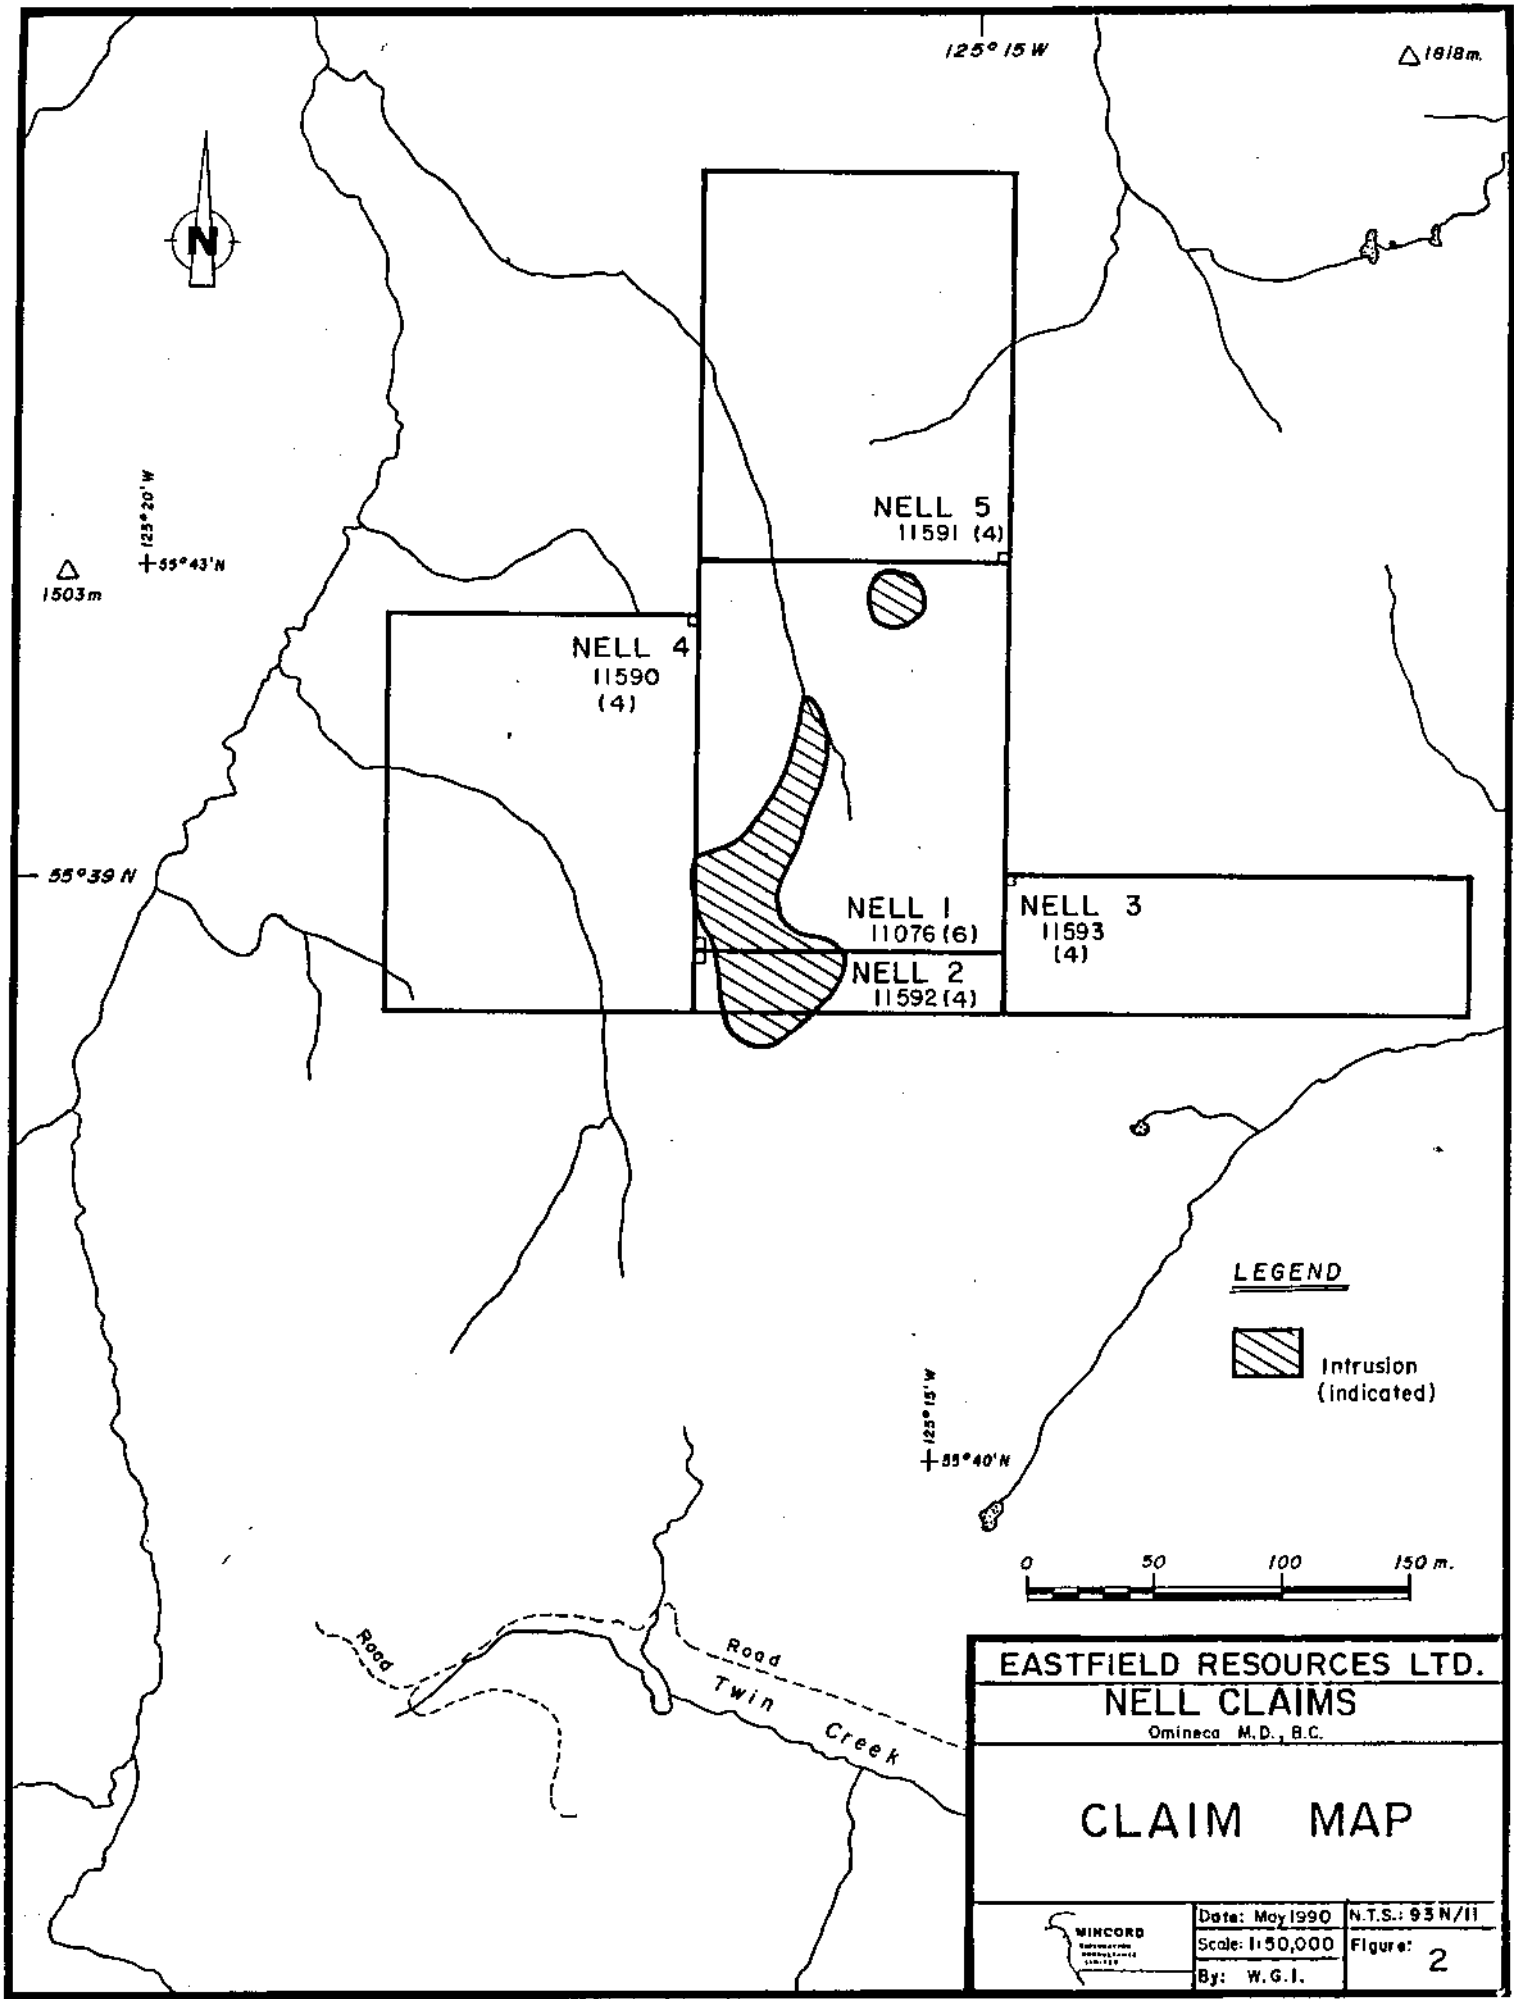 125° 15 W
1818m.
N
125° 20' W
55° 43' N
1503m
NELL 5
11591 (4)
NELL 4
11590
(4)
55° 39 N
NELL 1
11076 (6)
NELL 3
11593
(4)
NELL 2
11592 (4)
LEGEND
Intrusion
(indicated)
125° 15' W
55° 40' N
0 50 100 150 m.
Road
Road
Twin Creek
EASTFIELD RESOURCES LTD.
NELL CLAIMS
Omineca M.D., B.C.
CLAIM MAP
MINCORD
Date: May 1990
N.T.S.: 93 N/11
Scale: 1:50,000
Figure: 2
By: W.G.I.